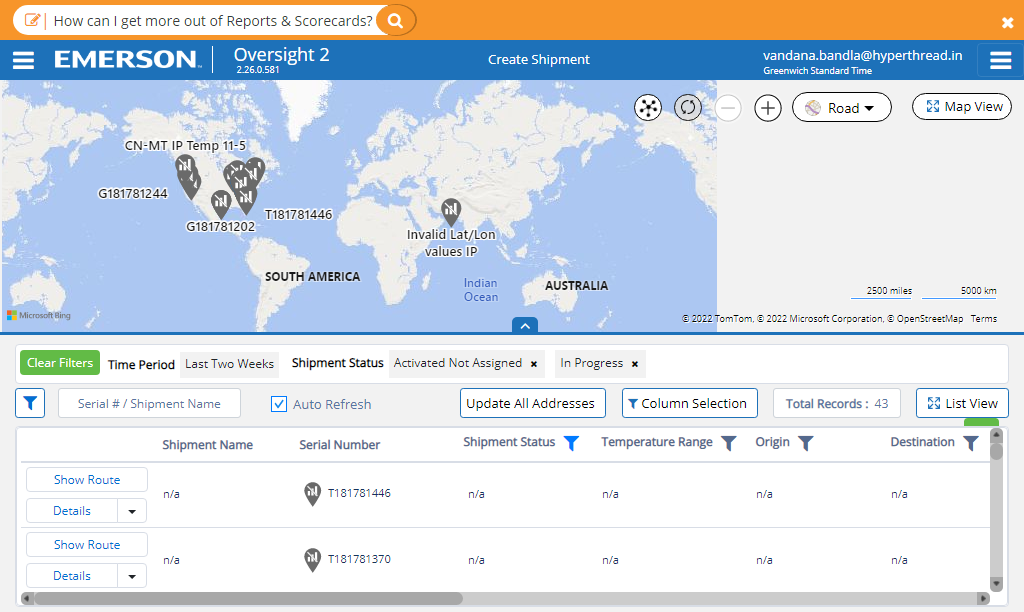 How can I get more out of Reports & Scorecards?
EMERSON
Oversight 2
2.26.0.581
Create Shipment
vandana.bandla@hyperthread.in
Greenwich Standard Time
Road
Map View
CN-MT IP Temp 11-5
G181781244
G181781202
T181781446
Invalid Lat/Lon
values IP
SOUTH AMERICA
Indian
Ocean
AUSTRALIA
2500 miles
5000 km
Microsoft Bing
© 2022 TomTom, © 2022 Microsoft Corporation, © OpenStreetMap Terms
Clear Filters
Time Period
Last Two Weeks
Shipment Status
Activated Not Assigned ×
In Progress ×
Serial # / Shipment Name
Auto Refresh
Update All Addresses
Column Selection
Total Records : 43
List View
Shipment Name
Serial Number
Shipment Status
Temperature Range
Origin
Destination
Show Route
Details
n/a
T181781446
n/a
n/a
n/a
n/a
Show Route
Details
n/a
T181781370
n/a
n/a
n/a
n/a